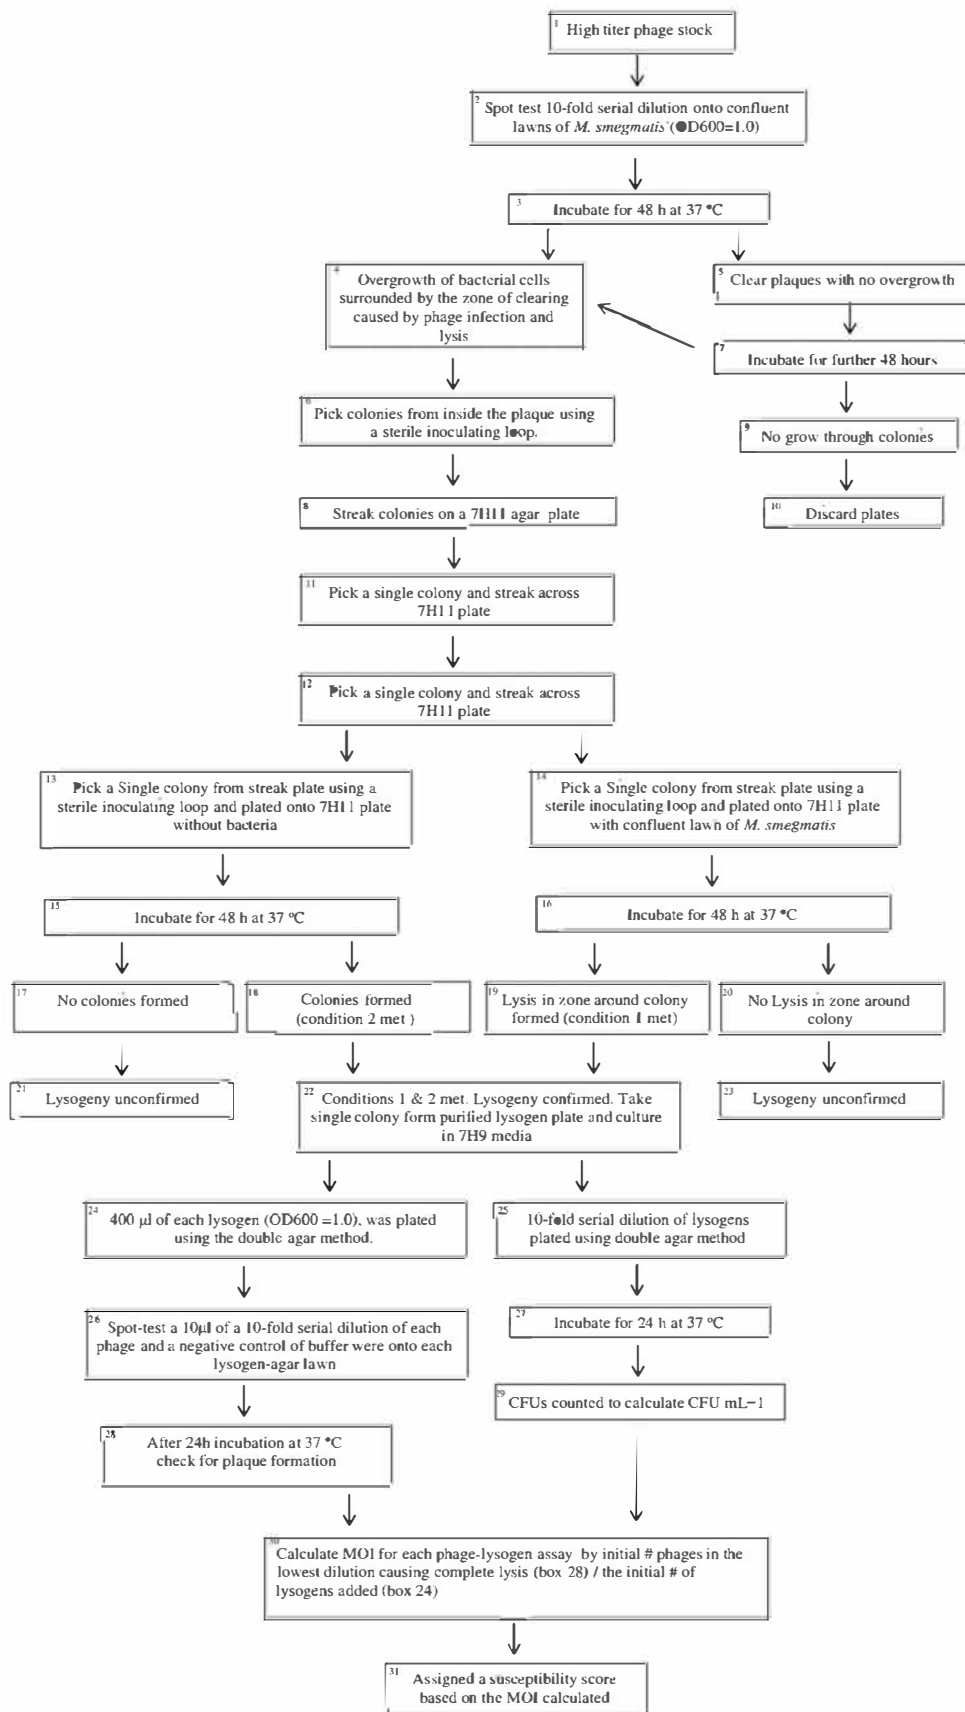 1 High titer phage stock
2 Spot test 10-fold serial dilution onto confluent
lawns of M. smegmatis (OD600=1.0)
3 Incubate for 48 h at 37 °C
4 Overgrowth of bacterial cells
surrounded by the zone of clearing
caused by phage infection and
lysis
5 Clear plaques with no overgrowth
7 Incubate for further 48 hours
6 Pick colonies from inside the plaque using
a sterile inoculating loop.
9 No grow through colonies
8 Streak colonies on a 7H11 agar plate
10 Discard plates
11 Pick a single colony and streak across
7H11 plate
12 Pick a single colony and streak across
7H11 plate
13 Pick a Single colony from streak plate using a
sterile inoculating loop and plated onto 7H11 plate
without bacteria
14 Pick a Single colony from streak plate using a
sterile inoculating loop and plated onto 7H11 plate
with confluent lawn of M. smegmatis
15 Incubate for 48 h at 37 °C
16 Incubate for 48 h at 37 °C
17 No colonies formed
18 Colonies formed
(condition 2 met )
19 Lysis in zone around colony
formed (condition 1 met)
20 No Lysis in zone around
colony
21 Lysogeny unconfirmed
22 Conditions 1 & 2 met. Lysogeny confirmed. Take
single colony form purified lysogen plate and culture
in 7H9 media
23 Lysogeny unconfirmed
24 400 µl of each lysogen (OD600 =1.0), was plated
using the double agar method.
25 10-fold serial dilution of lysogens
plated using double agar method
26 Spot-test a 10µl of a 10-fold serial dilution of each
phage and a negative control of buffer were onto each
lysogen-agar lawn
27 Incubate for 24 h at 37 °C
29 CFUs counted to calculate CFU mL−1
28 After 24h incubation at 37 °C
check for plaque formation
30 Calculate MOI for each phage-lysogen assay by initial # phages in the
lowest dilution causing complete lysis (box 28) / the initial # of
lysogens added (box 24)
31 Assigned a susceptibility score
based on the MOI calculated